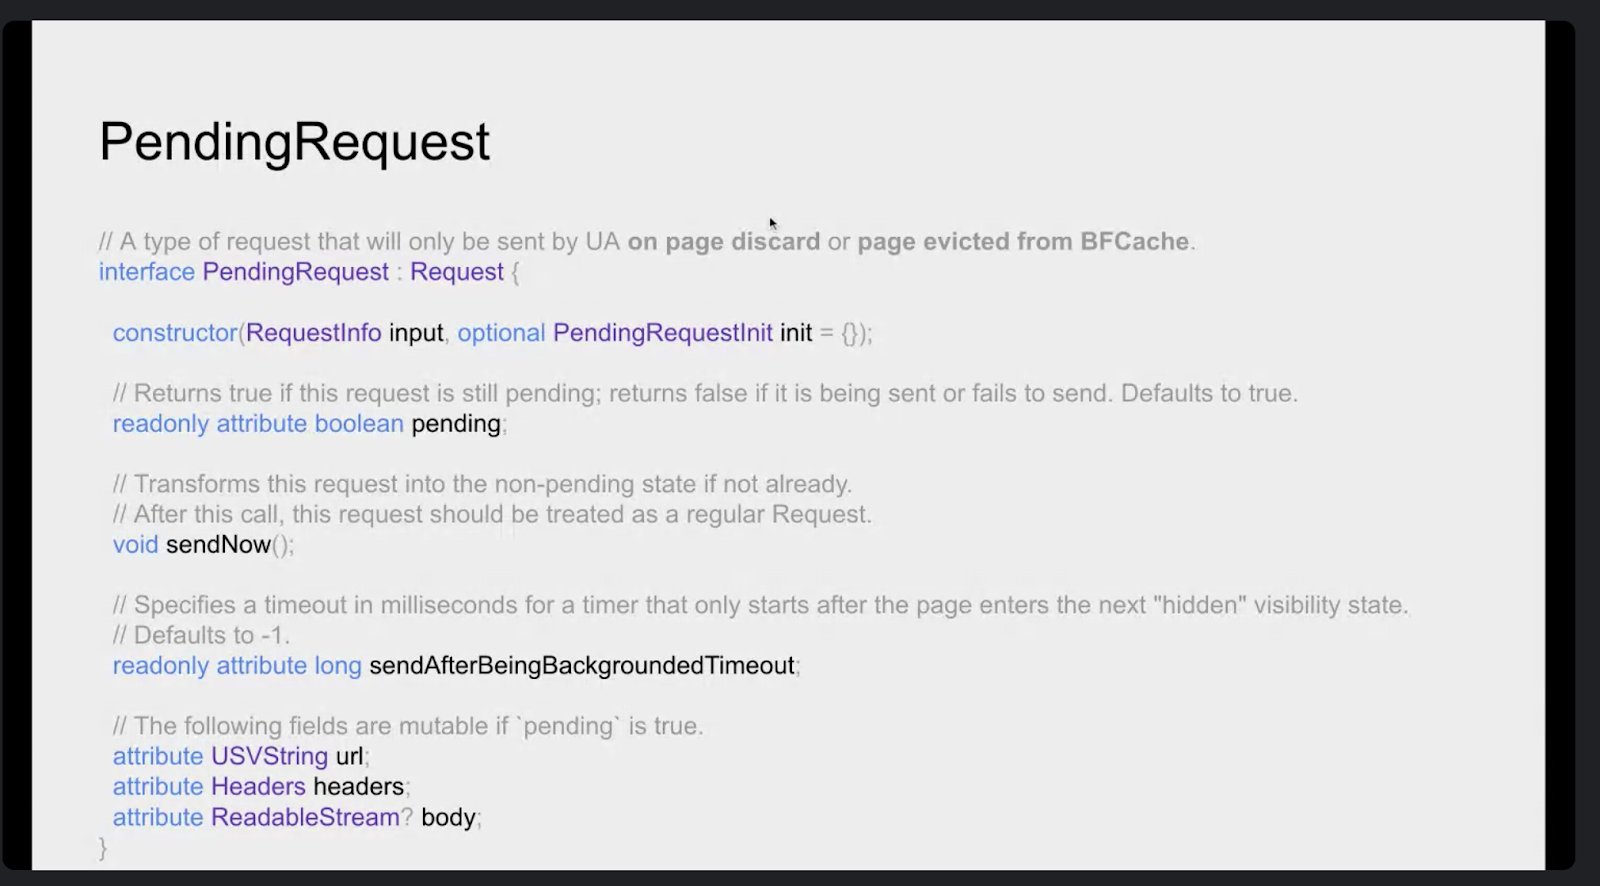 PendingRequest
// A type of request that will only be sent by UA on page discard or page evicted from BFCache.
interface PendingRequest : Request {
constructor(RequestInfo input, optional PendingRequestInit init = {});
// Returns true if this request is still pending; returns false if it is being sent or fails to send. Defaults to true.
readonly attribute boolean pending;
// Transforms this request into the non-pending state if not already.
// After this call, this request should be treated as a regular Request.
void sendNow();
// Specifies a timeout in milliseconds for a timer that only starts after the page enters the next "hidden" visibility state.
// Defaults to -1.
readonly attribute long sendAfterBeingBackgroundedTimeout;
// The following fields are mutable if `pending` is true.
attribute USVString url;
attribute Headers headers;
attribute ReadableStream? body;
}